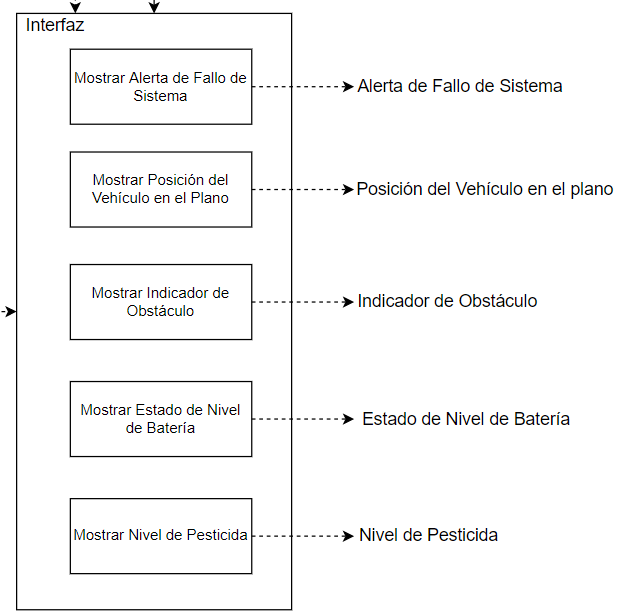 Interfaz
Mostrar Alerta de Fallo de
Sistema
Alerta de Fallo de Sistema
Mostrar Posición del
Vehículo en el Plano
Posición del Vehículo en el plano
Mostrar Indicador de
Obstáculo
Indicador de Obstáculo
Mostrar Estado de Nivel
de Batería
Estado de Nivel de Batería
Mostrar Nivel de Pesticida
Nivel de Pesticida